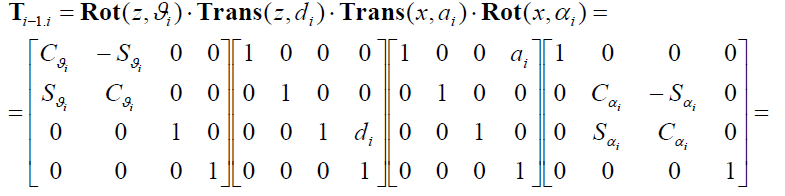 T_{i-1.i} = Rot(z,ϑ_i)·Trans(z,d_i)·Trans(x,a_i)·Rot(x,α_i) =
C_{ϑ_i} −S_{ϑ_i} 0 0 1 0 0 0 1 0 0 a_i 1 0 0 0
S_{ϑ_i} C_{ϑ_i} 0 0 0 1 0 0 0 1 0 0 0 C_{α_i} −S_{α_i} 0
= =
0 0 1 0 0 0 1 d_i 0 0 1 0 0 S_{α_i} C_{α_i} 0
0 0 0 1 0 0 0 1 0 0 0 1 0 0 0 1